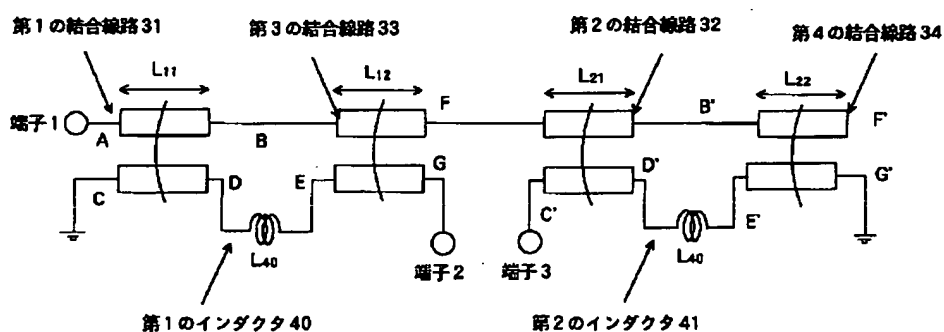 第1の結合線路31
第3の結合線路33
第2の結合線路32
第4の結合線路34
L11
L12
L21
L22
端子1
A
B
F
B'
F'
C
D
E
G
C'
D'
E'
G'
L40
L40
端子2
端子3
第1のインダクタ40
第2のインダクタ41